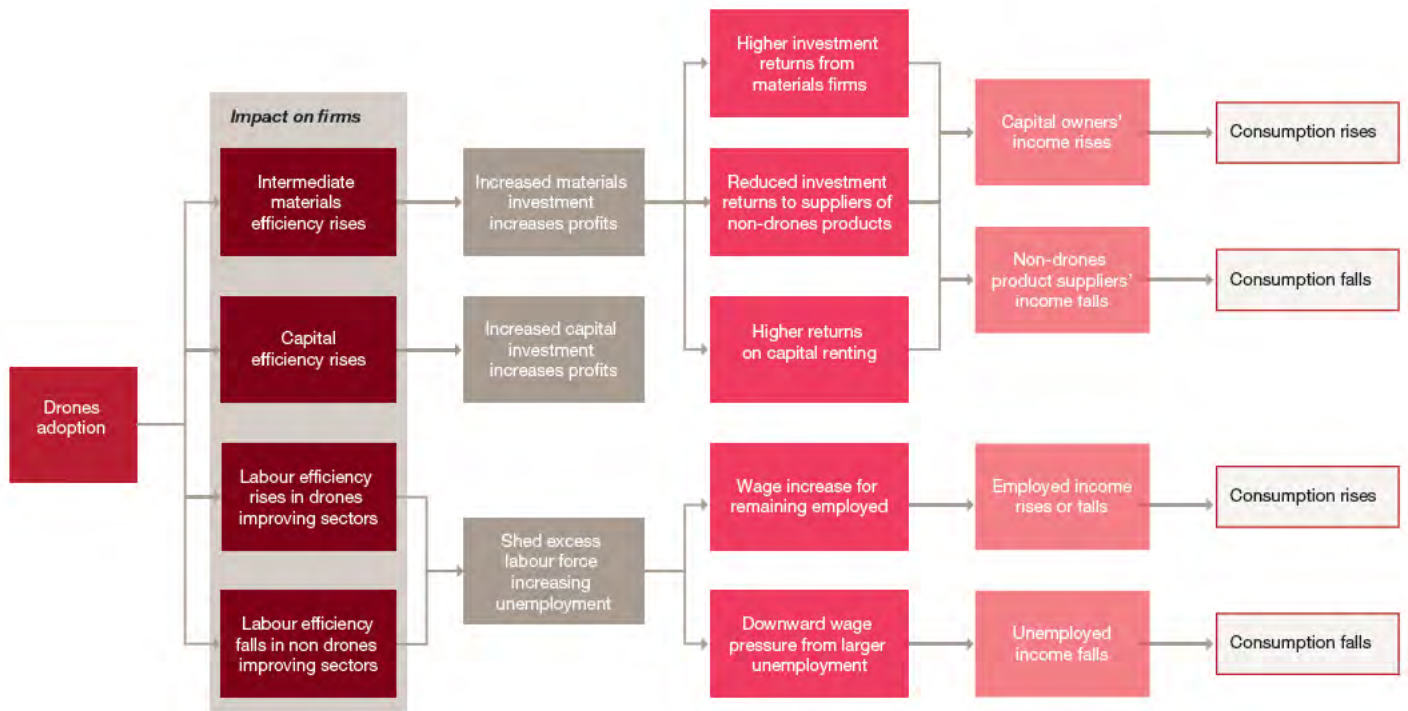 Drones
adoption
Impact on firms
Intermediate
materials
efficiency rises
Capital
efficiency rises
Labour efficiency
rises in drones
improving sectors
Labour efficiency
falls in non drones
improving sectors
Increased materials
investment
increases profits
Increased capital
investment
increases profits
Shed excess
labour force
increasing
unemployment
Higher investment
returns from
materials firms
Reduced investment
returns to suppliers of
non-drones products
Higher returns
on capital renting
Wage increase for
remaining employed
Downward wage
pressure from larger
unemployment
Capital owners'
income rises
Non-drones
product suppliers'
income falls
Employed income
rises or falls
Unemployed
income falls
Consumption rises
Consumption falls
Consumption rises
Consumption falls